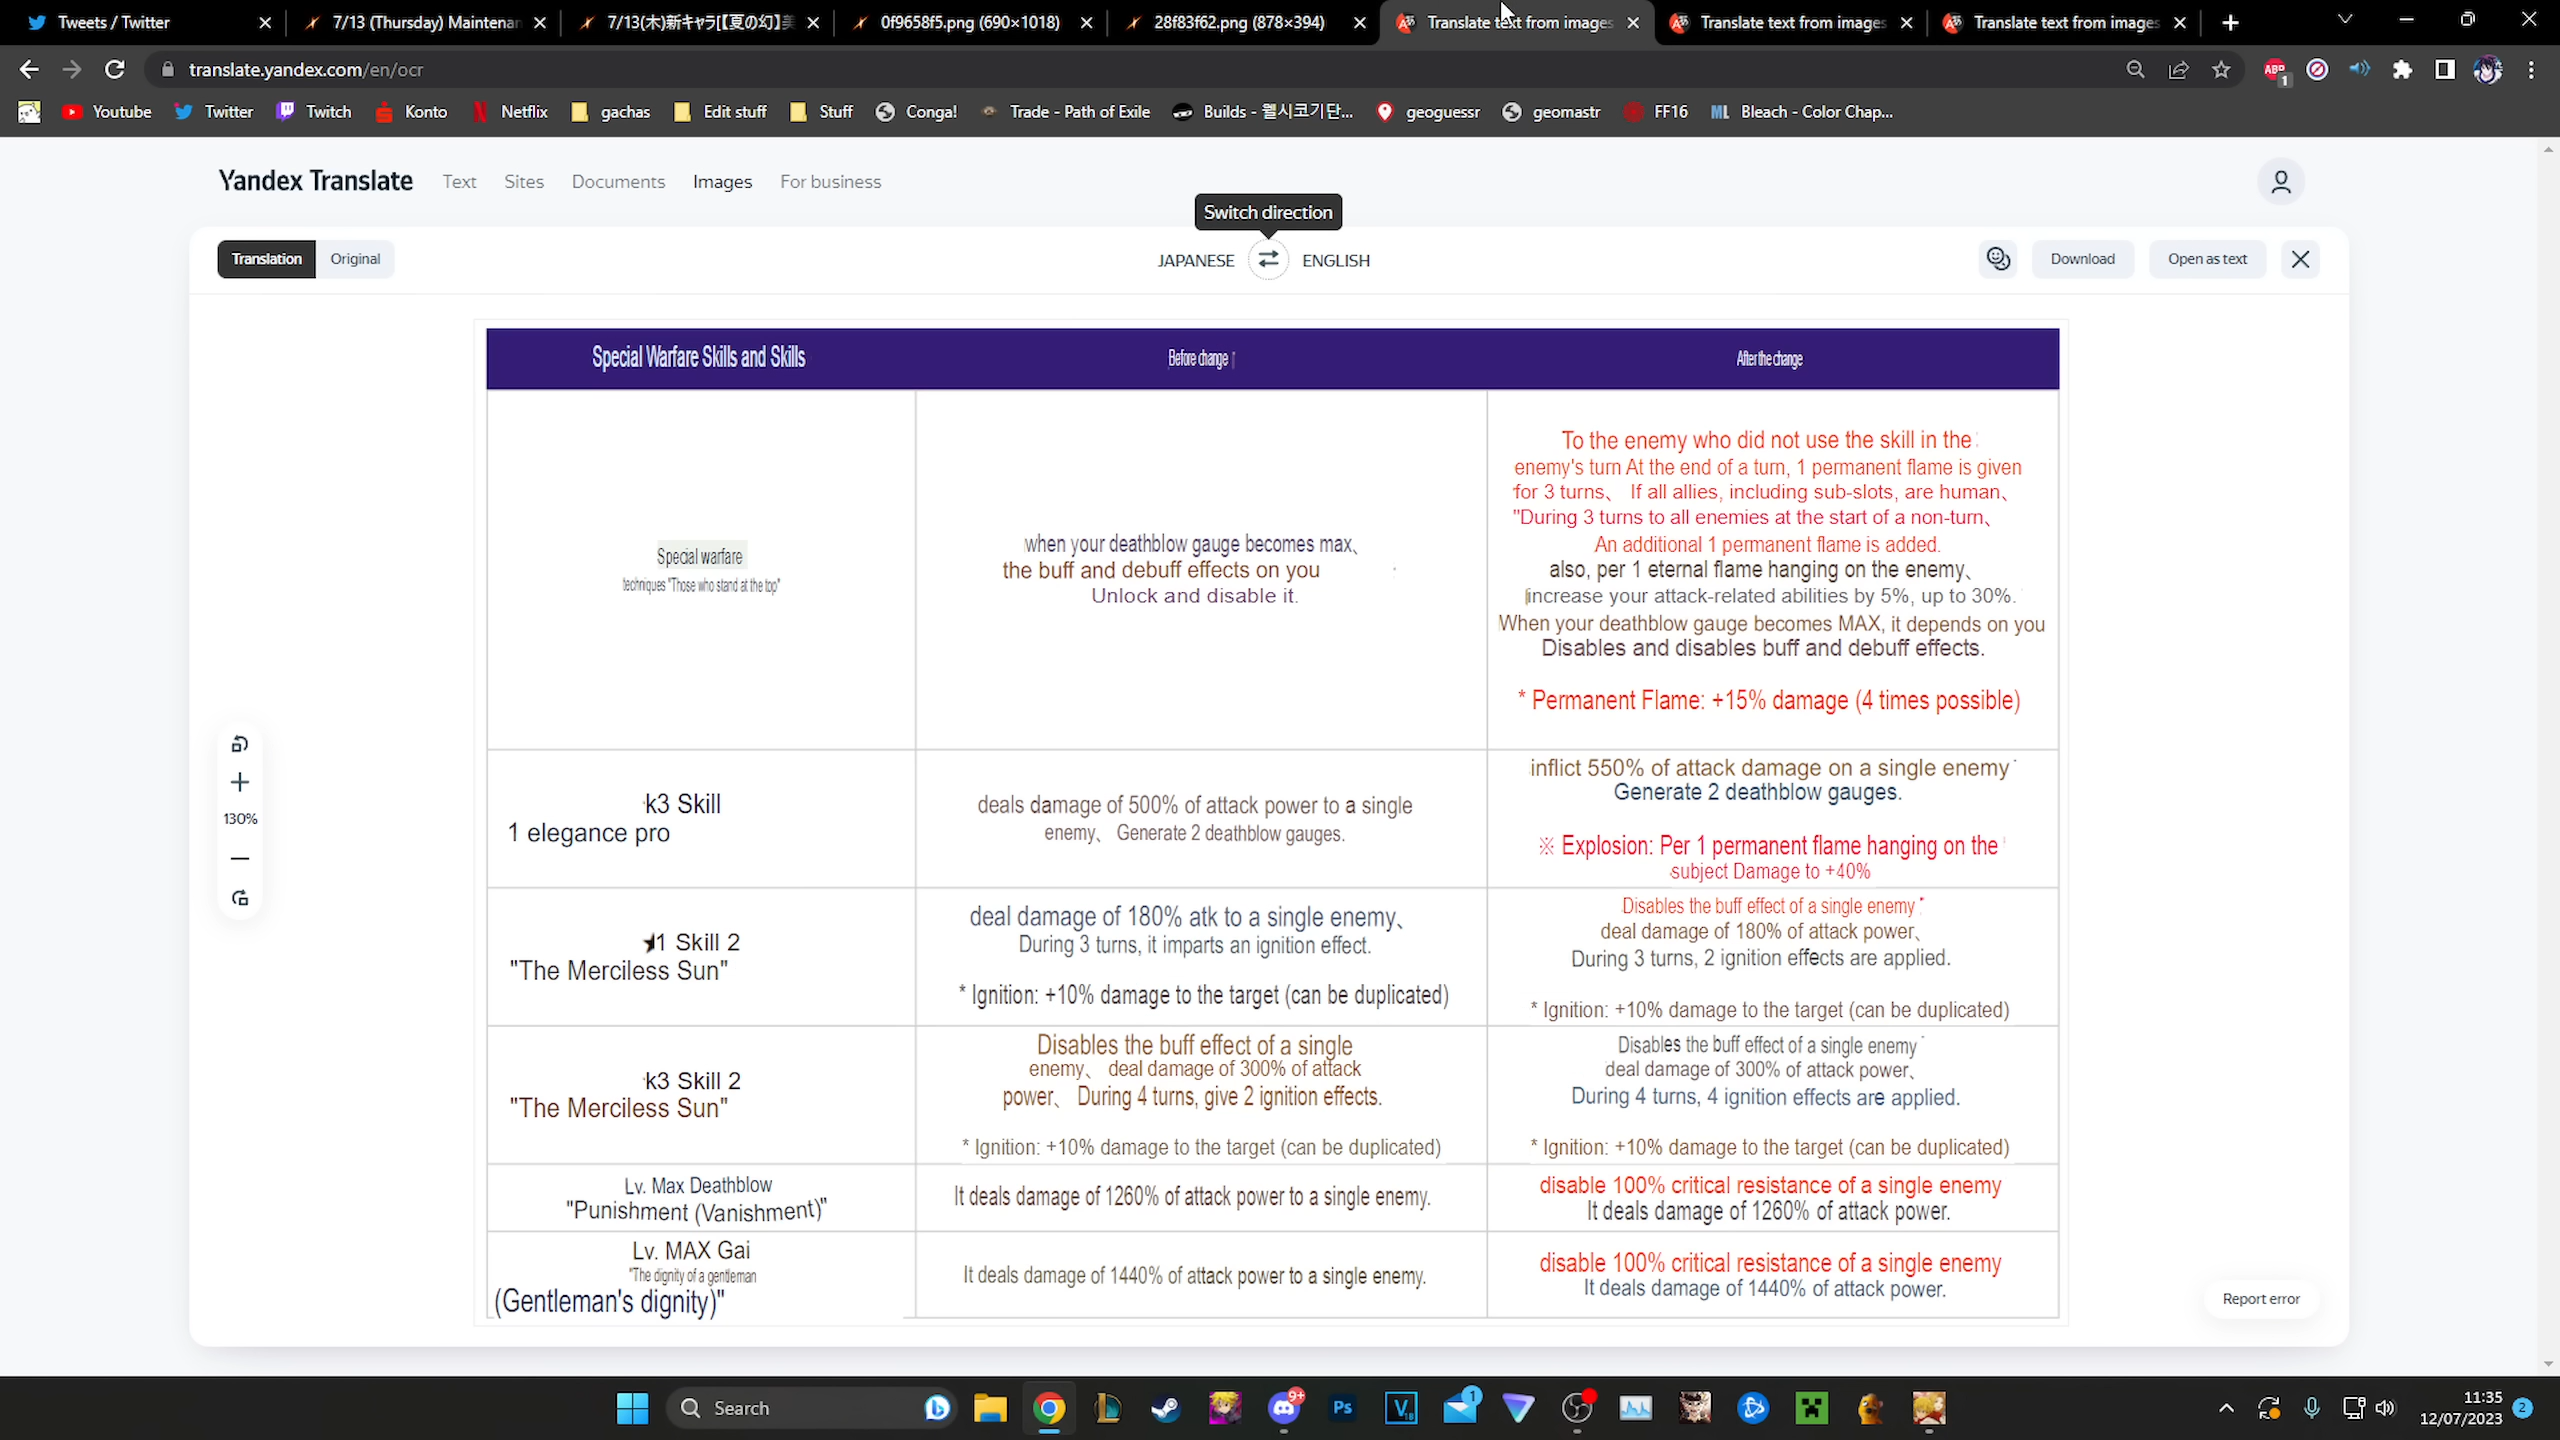 Tweets / Twitter
7/13 (Thursday) Maintenan
7/13(木)新キャラ[【夏の幻】美
0f9658f5.png (690×1018)
28f83f62.png (878×394)
Translate text from images
Translate text from images
Translate text from images
translate.yandex.com/en/ocr
ABP
1
Youtube
Twitter
Twitch
Konto
Netflix
gachas
Edit stuff
Stuff
Conga!
Trade - Path of Exile
Builds - 웰시코기단...
geoguessr
geomastr
FF16
ML
Bleach - Color Chap...
Yandex Translate
Text
Sites
Documents
Images
For business
Switch direction
Translation
Original
JAPANESE
ENGLISH
Download
Open as text
Special Warfare Skills and Skills
Before change
After the change
Special warfare
techniques "Those who stand at the top"
when your deathblow gauge becomes max、
the buff and debuff effects on you
Unlock and disable it.
To the enemy who did not use the skill in the
enemy's turn At the end of a turn, 1 permanent flame is given
for 3 turns、 If all allies, including sub-slots, are human、
"During 3 turns to all enemies at the start of a non-turn、
An additional 1 permanent flame is added.
also, per 1 eternal flame hanging on the enemy、
increase your attack-related abilities by 5%, up to 30%.
When your deathblow gauge becomes MAX, it depends on you
Disables and disables buff and debuff effects.
* Permanent Flame: +15% damage (4 times possible)
k3 Skill
1 elegance pro
deals damage of 500% of attack power to a single
enemy、 Generate 2 deathblow gauges.
inflict 550% of attack damage on a single enemy
Generate 2 deathblow gauges.
※ Explosion: Per 1 permanent flame hanging on the
subject Damage to +40%
★1 Skill 2
"The Merciless Sun"
deal damage of 180% atk to a single enemy、
During 3 turns, it imparts an ignition effect.
* Ignition: +10% damage to the target (can be duplicated)
Disables the buff effect of a single enemy
deal damage of 180% of attack power、
During 3 turns, 2 ignition effects are applied.
* Ignition: +10% damage to the target (can be duplicated)
k3 Skill 2
"The Merciless Sun"
Disables the buff effect of a single
enemy、 deal damage of 300% of attack
power、 During 4 turns, give 2 ignition effects.
* Ignition: +10% damage to the target (can be duplicated)
Disables the buff effect of a single enemy
deal damage of 300% of attack power、
During 4 turns, 4 ignition effects are applied.
* Ignition: +10% damage to the target (can be duplicated)
Lv. Max Deathblow
"Punishment (Vanishment)"
It deals damage of 1260% of attack power to a single enemy.
disable 100% critical resistance of a single enemy
It deals damage of 1260% of attack power.
Lv. MAX Gai
"The dignity of a gentleman
(Gentleman's dignity)"
It deals damage of 1440% of attack power to a single enemy.
disable 100% critical resistance of a single enemy
It deals damage of 1440% of attack power.
130%
Report error
Search
9+
Ps
V
18
1
11:35
12/07/2023
2